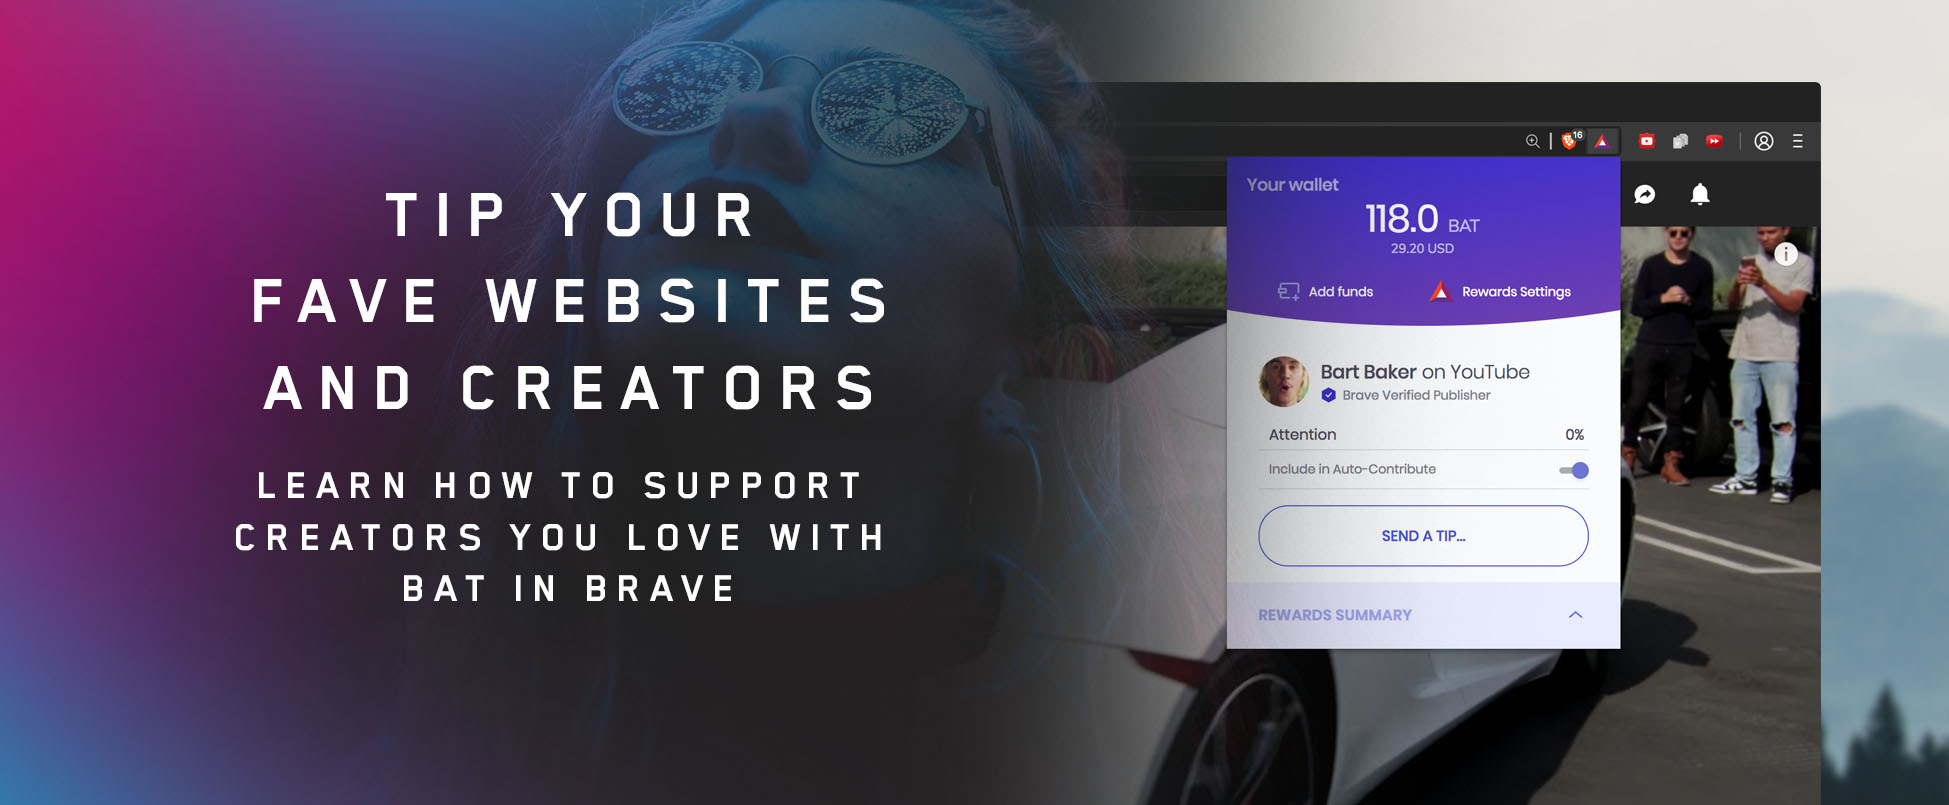 TIP YOUR
FAVE WEBSITES
AND CREATORS
LEARN HOW TO SUPPORT
CREATORS YOU LOVE WITH
BAT IN BRAVE
16
Your wallet
118.0 BAT
29.20 USD
Add funds
Rewards Settings
Bart Baker on YouTube
Brave Verified Publisher
Attention 0%
Include in Auto-Contribute
SEND A TIP...
REWARDS SUMMARY